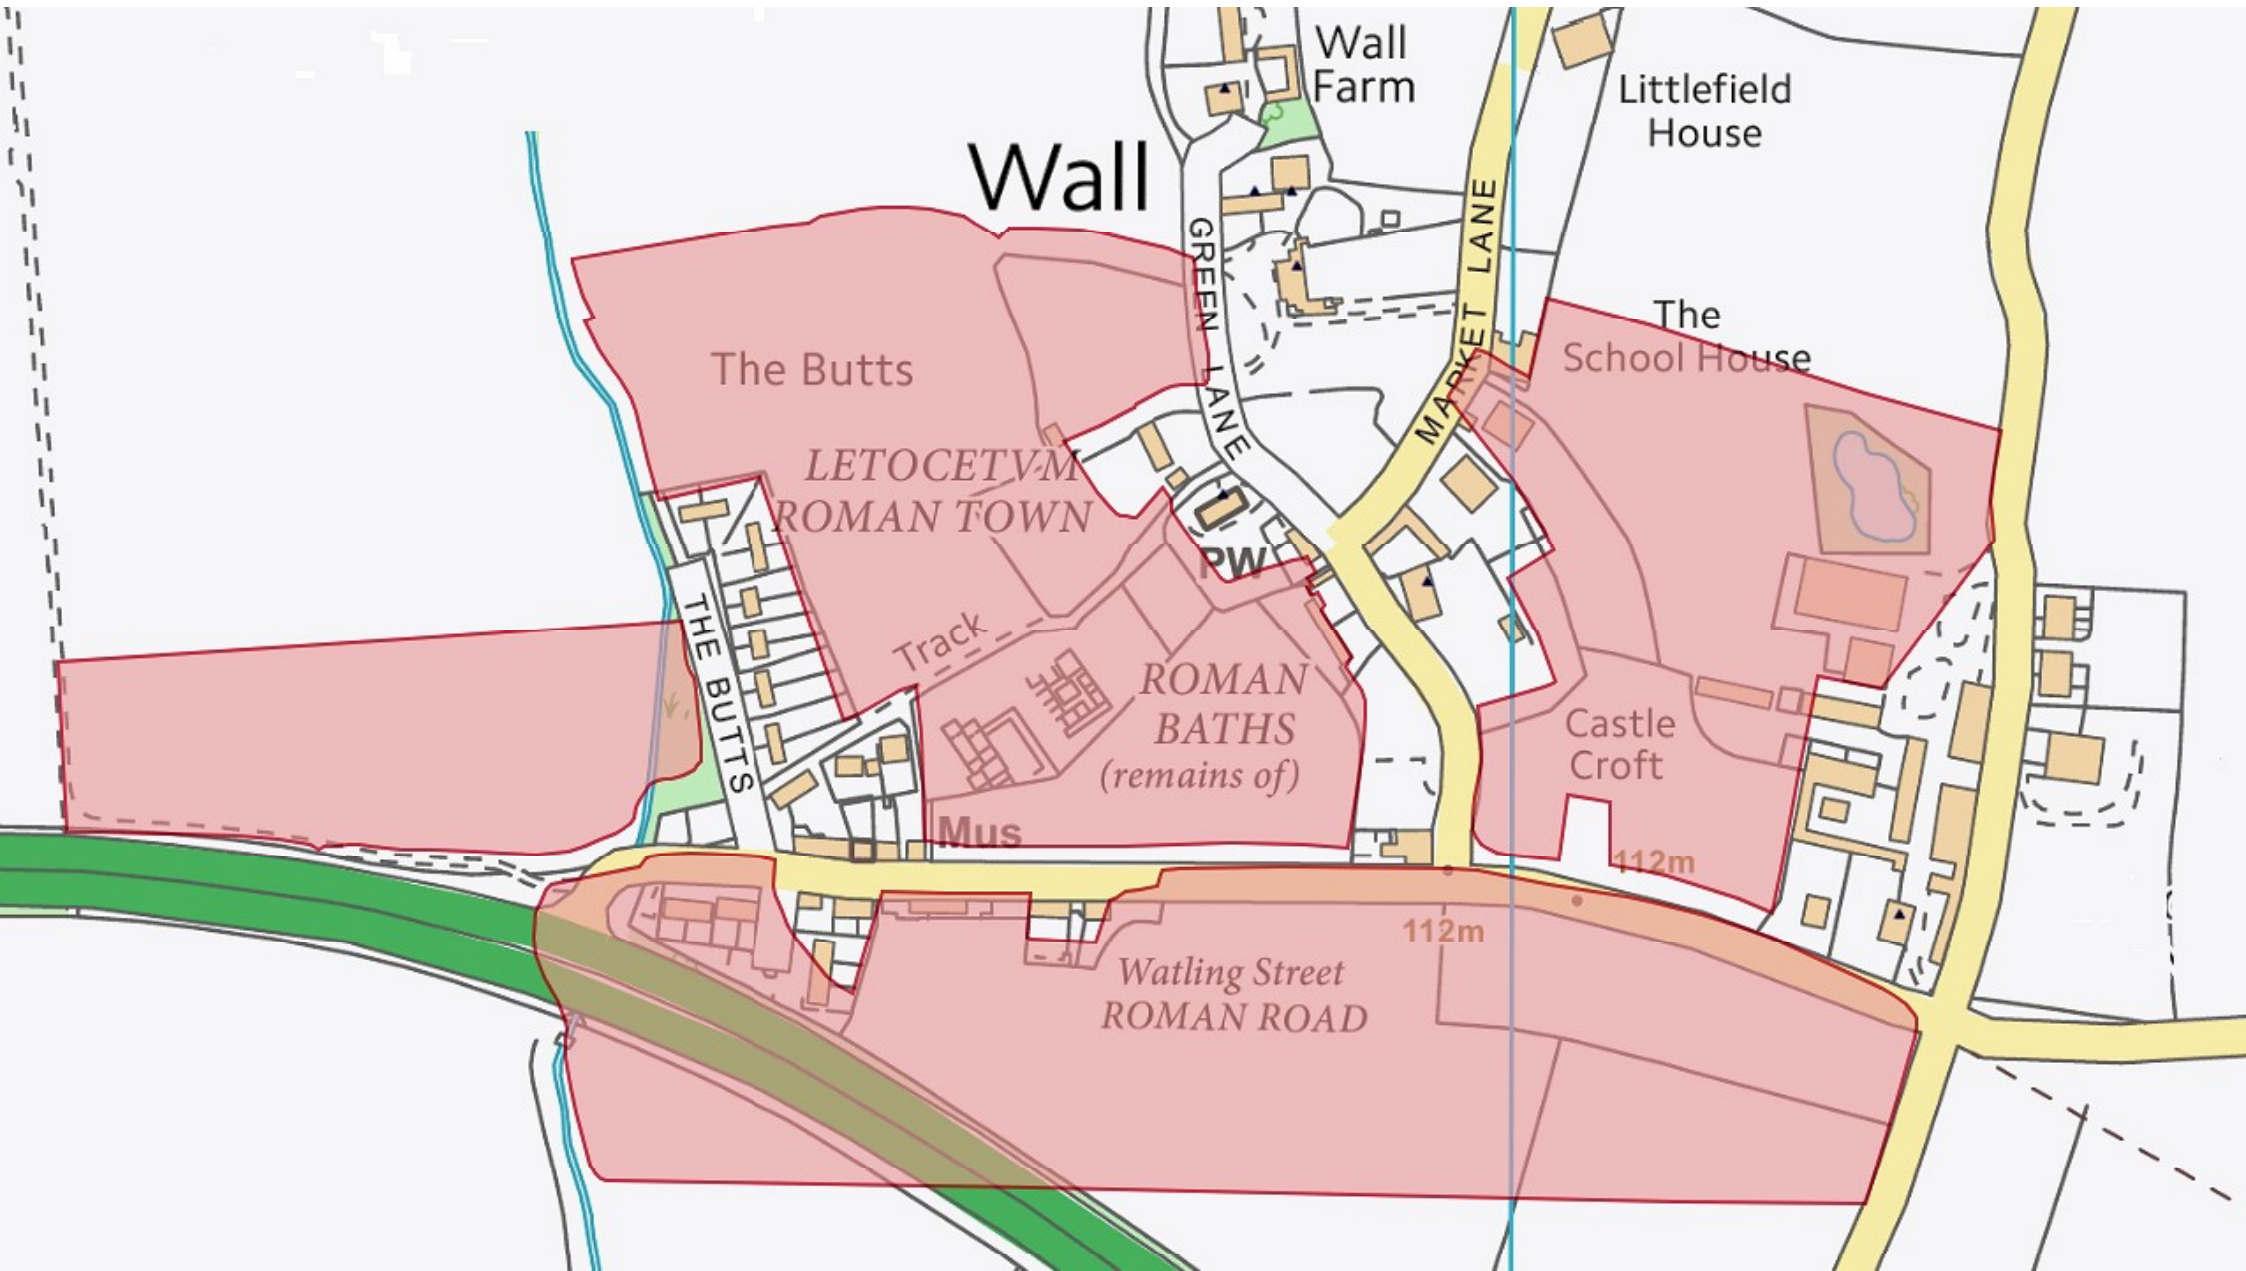 Wall
Farm
Littlefield
House
Wall
GREEN LANE
MARKET LANE
The
School House
The Butts
LETOCETVM
ROMAN TOWN
PW
THE BUTTS
Track
ROMAN
BATHS
(remains of)
Castle
Croft
Mus
112m
112m
Watling Street
ROMAN ROAD